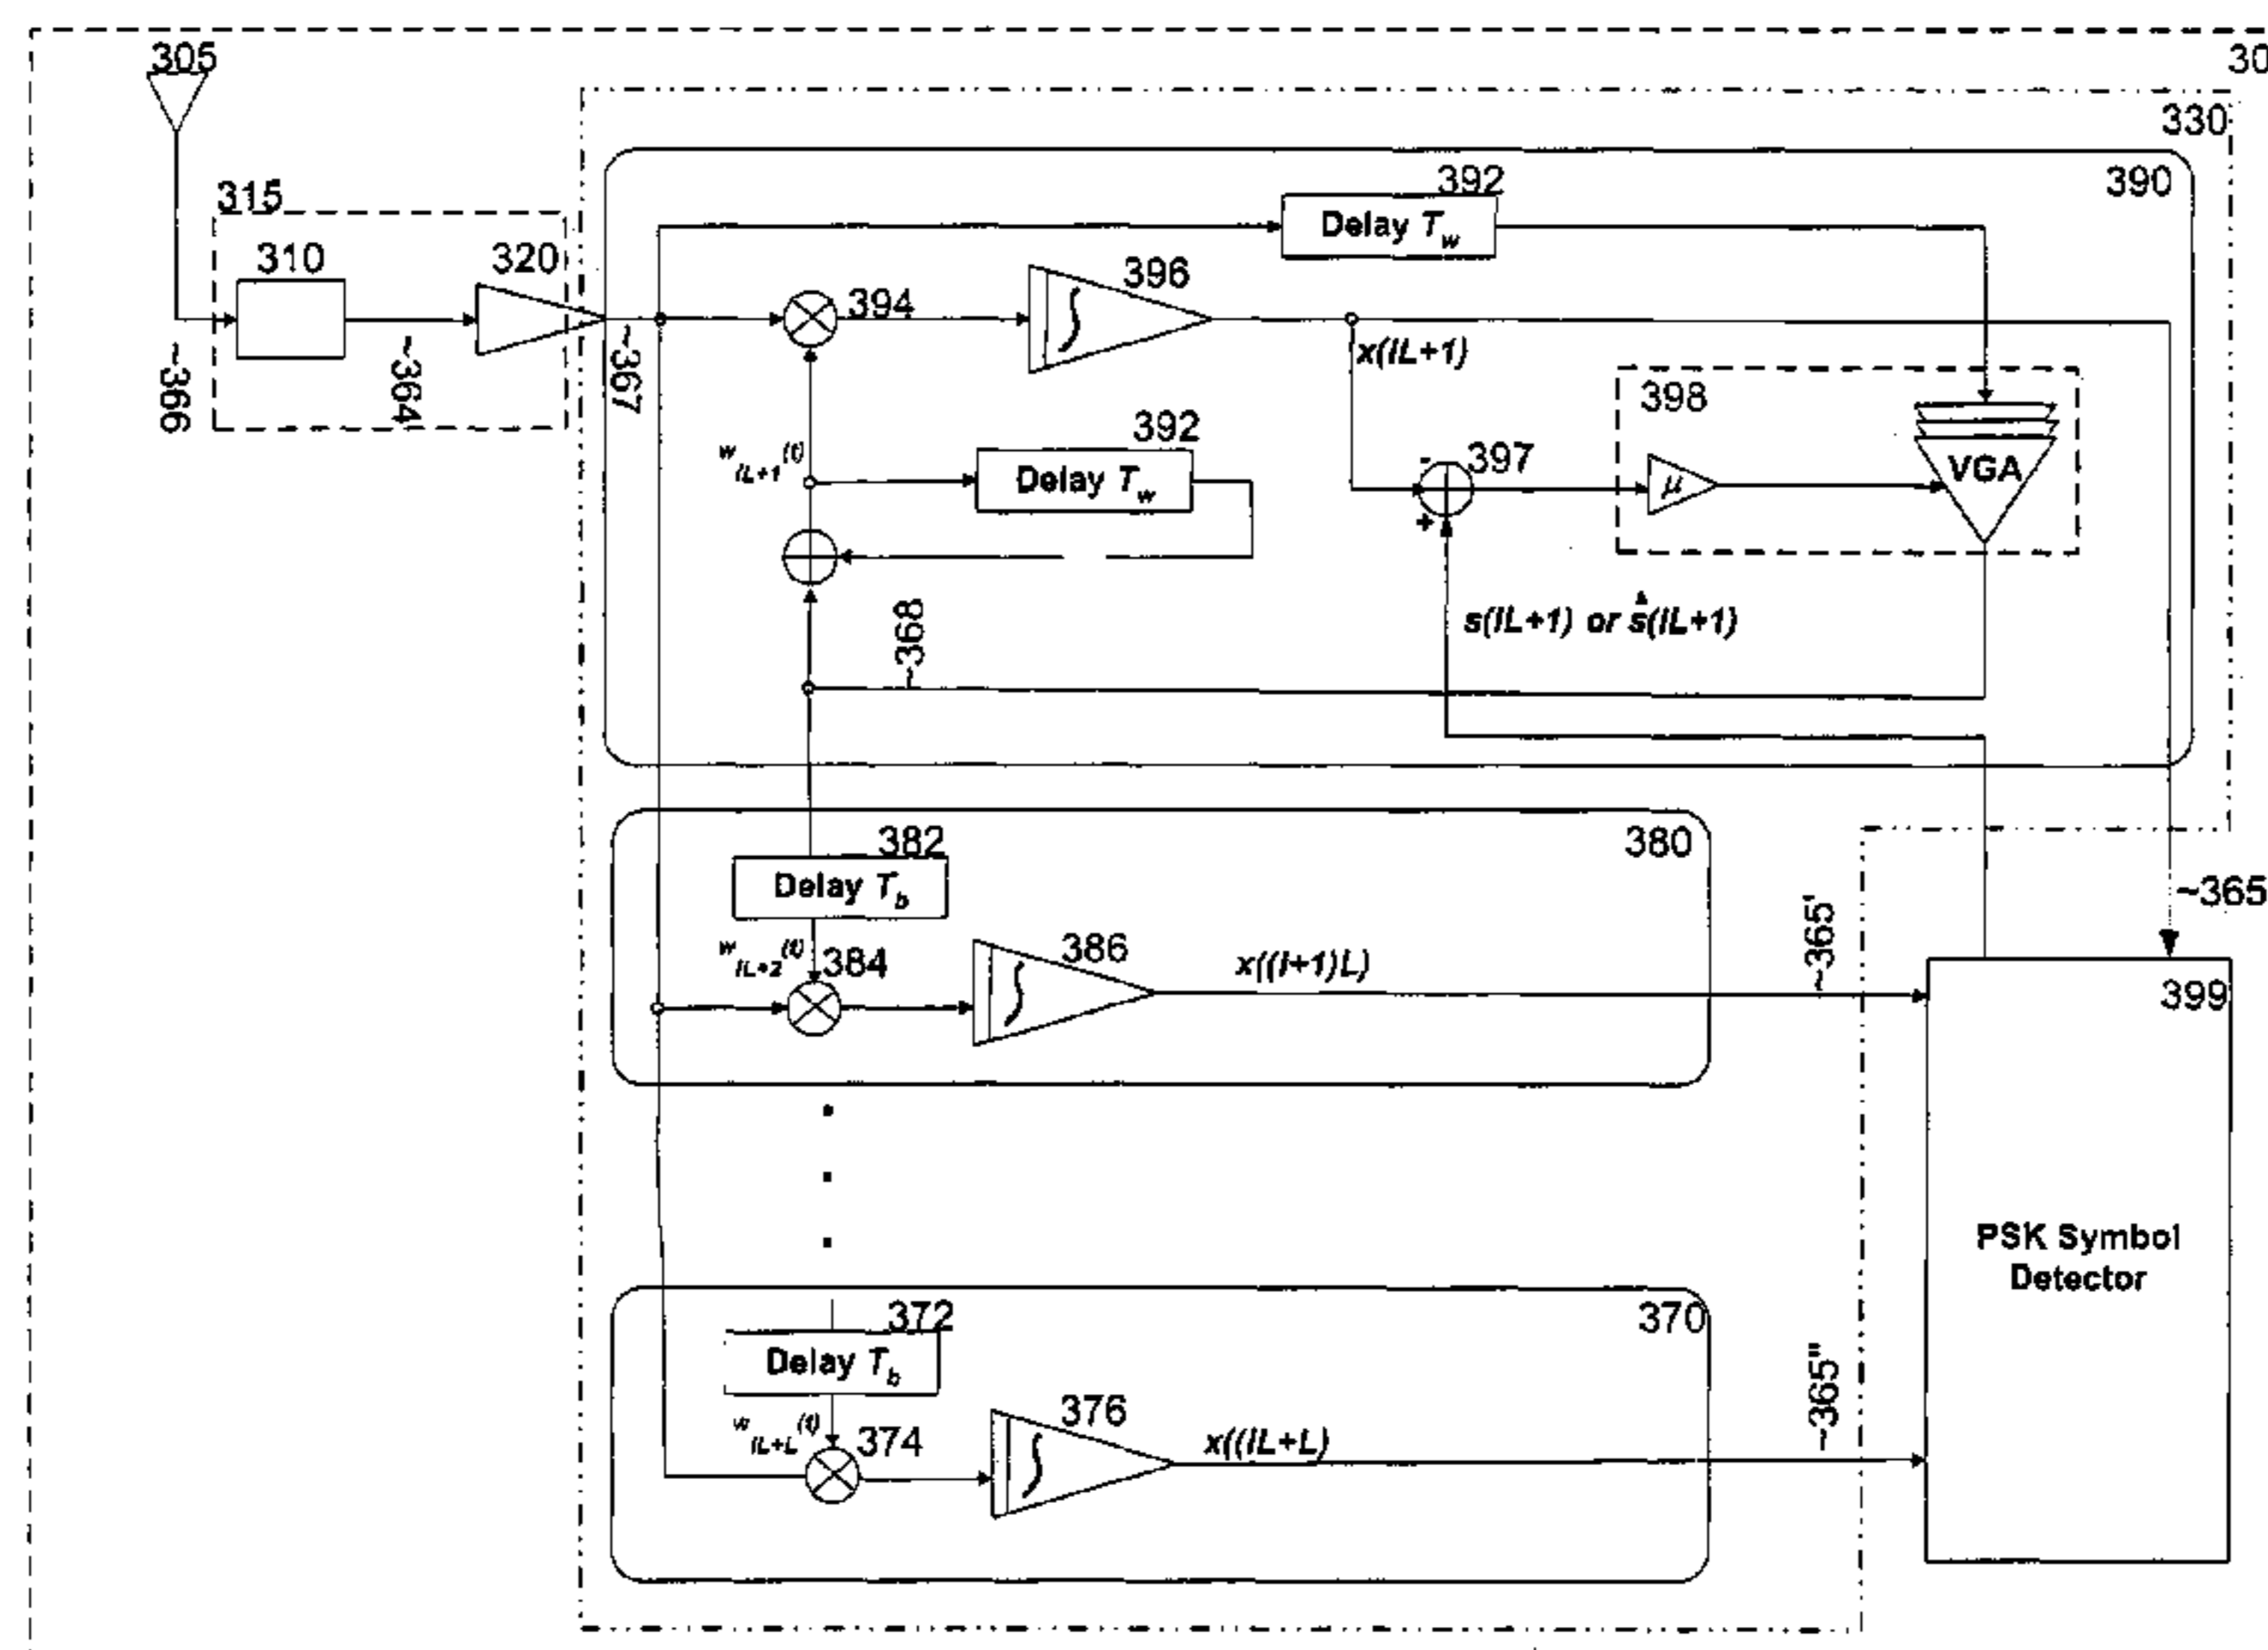 305
30
330
315
390
392
Delay Tw
310
320
396
394
~366
~364
~367
x(lL+1)
398
392
wlL+1(t)
Delay Tw
-
397
μ
VGA
+
~368
s(lL+1) or ŝ(lL+1)
382
380
Delay Tb
~365
~365'
wlL+2(t)
384
386
x((l+1)L)
399
PSK Symbol
Detector
372
370
Delay Tb
~365"
wlL+L(t)
374
376
x((lL+L)